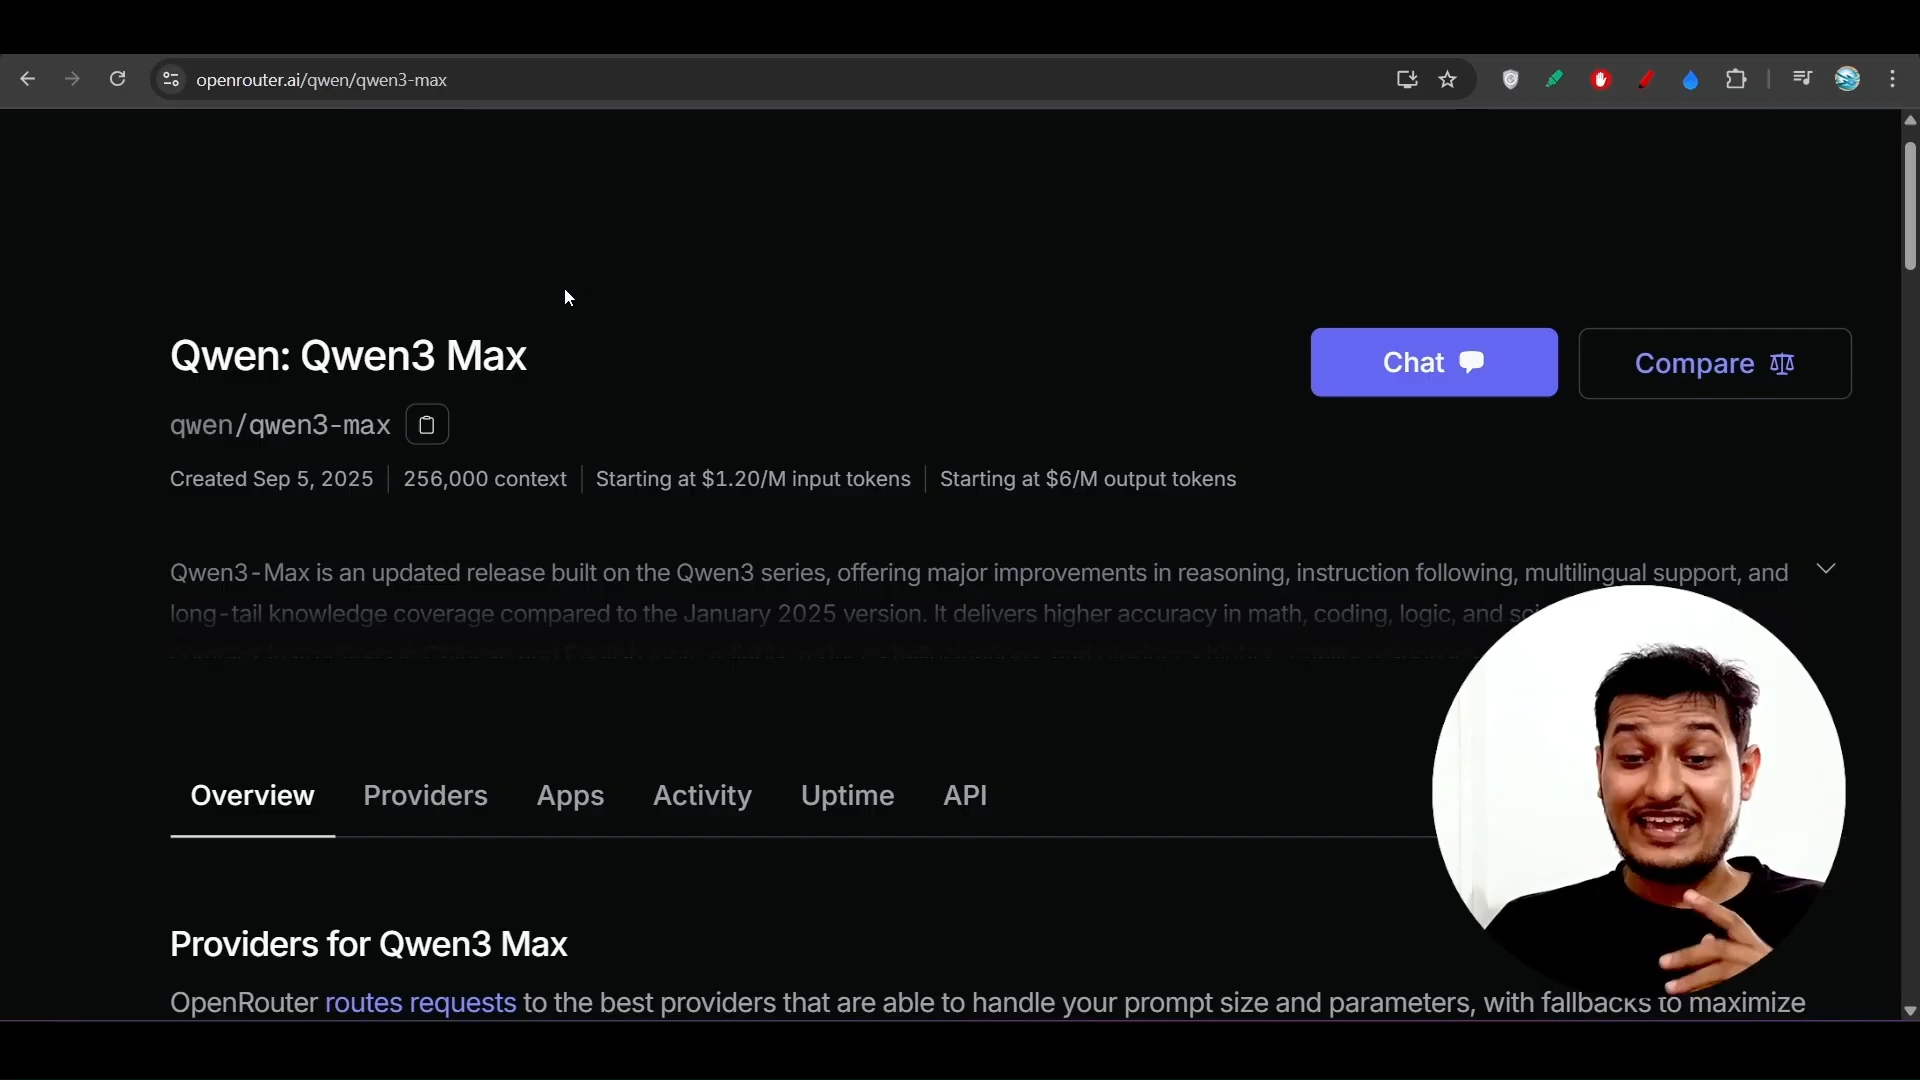 openrouter.ai/qwen/qwen3-max
Qwen: Qwen3 Max
Chat
Compare
qwen/qwen3-max
Created Sep 5, 2025
256,000 context
Starting at $1.20/M input tokens
Starting at $6/M output tokens
Qwen3-Max is an updated release built on the Qwen3 series, offering major improvements in reasoning, instruction following, multilingual support, and
long-tail knowledge coverage compared to the January 2025 version. It delivers higher accuracy in math, coding, logic, and
Overview Providers Apps Activity Uptime API
Providers for Qwen3 Max
OpenRouter routes requests to the best providers that are able to handle your prompt size and parameters, with fallbacks to maximize